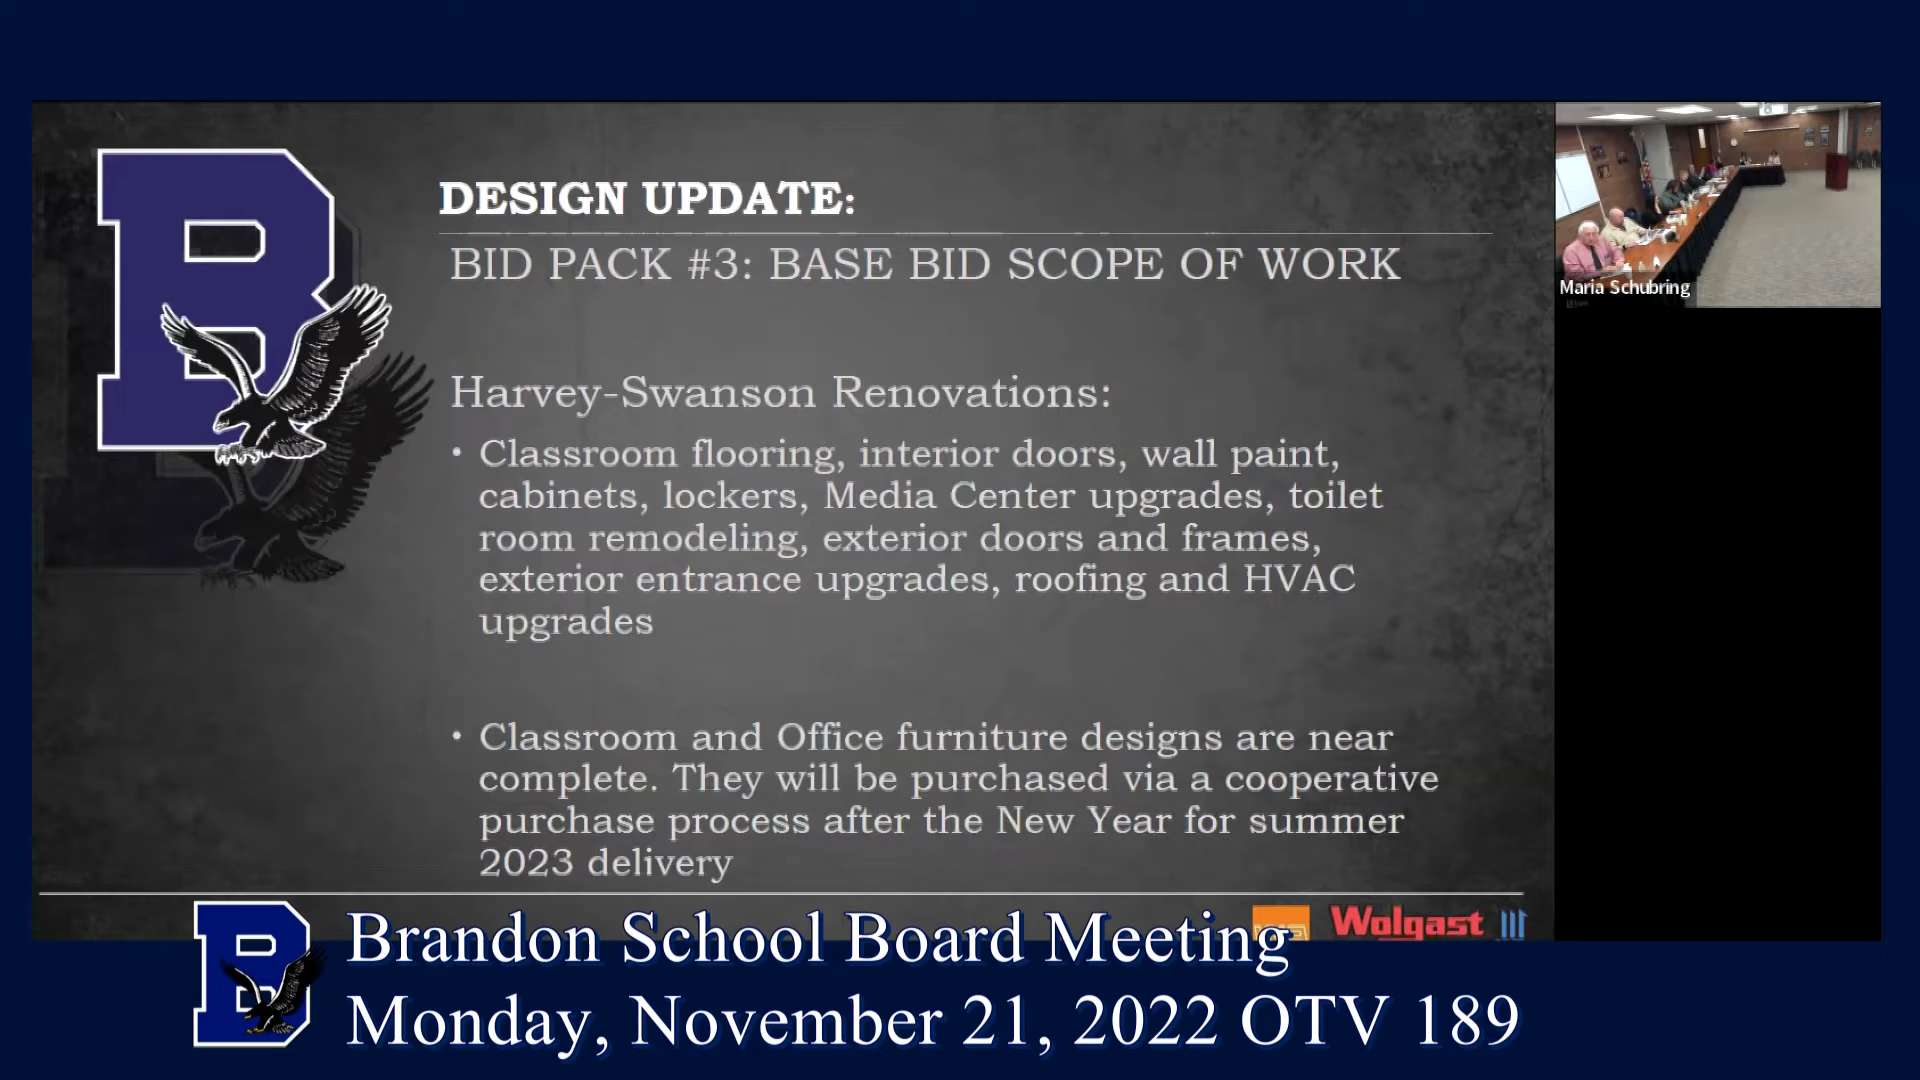 DESIGN UPDATE:
BID PACK #3: BASE BID SCOPE OF WORK
Harvey-Swanson Renovations:
• Classroom flooring, interior doors, wall paint,
cabinets, lockers, Media Center upgrades, toilet
room remodeling, exterior doors and frames,
exterior entrance upgrades, roofing and HVAC
upgrades
• Classroom and Office furniture designs are near
complete. They will be purchased via a cooperative
purchase process after the New Year for summer
2023 delivery
B
Maria Schubring
Wolgast
B
Brandon School Board Meeting
Monday, November 21, 2022 OTV 189